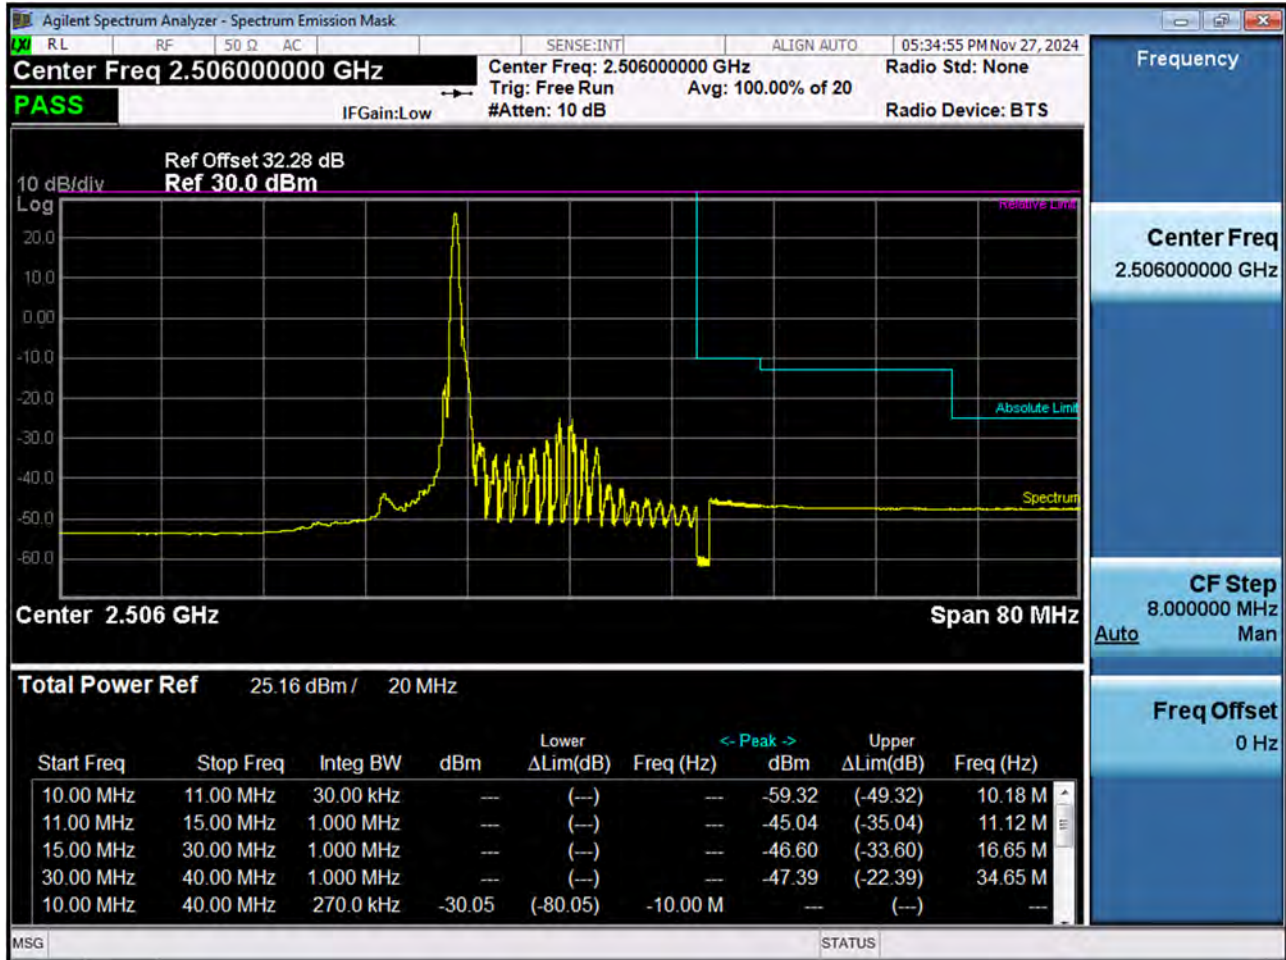 Agilent Spectrum Analyzer - Spectrum Emission Mask
LXI RL RF 50 Ω AC SENSE:INT ALIGN AUTO 05:34:55 PM Nov 27, 2024
Center Freq 2.506000000 GHz
Center Freq: 2.506000000 GHz
Radio Std: None
Trig: Free Run
Avg: 100.00% of 20
PASS
IFGain:Low
#Atten: 10 dB
Radio Device: BTS
Ref Offset 32.28 dB
10 dB/div
Ref 30.0 dBm
Log
Relative Limit
20.0
10.0
0.00
-10.0
-20.0
Absolute Limit
-30.0
-40.0
Spectrum
-50.0
-60.0
Center 2.506 GHz
Span 80 MHz
Total Power Ref 25.16 dBm / 20 MHz
Lower <- Peak -> Upper
Start Freq Stop Freq Integ BW dBm ΔLim(dB) Freq (Hz) dBm ΔLim(dB) Freq (Hz)
10.00 MHz 11.00 MHz 30.00 kHz --- (---) --- -59.32 (-49.32) 10.18 M
11.00 MHz 15.00 MHz 1.000 MHz --- (---) --- -45.04 (-35.04) 11.12 M
15.00 MHz 30.00 MHz 1.000 MHz --- (---) --- -46.60 (-33.60) 16.65 M
30.00 MHz 40.00 MHz 1.000 MHz --- (---) --- -47.39 (-22.39) 34.65 M
10.00 MHz 40.00 MHz 270.0 kHz -30.05 (-80.05) -10.00 M --- (---) ---
MSG
STATUS
Frequency
Center Freq
2.506000000 GHz
CF Step
8.000000 MHz
Auto Man
Freq Offset
0 Hz